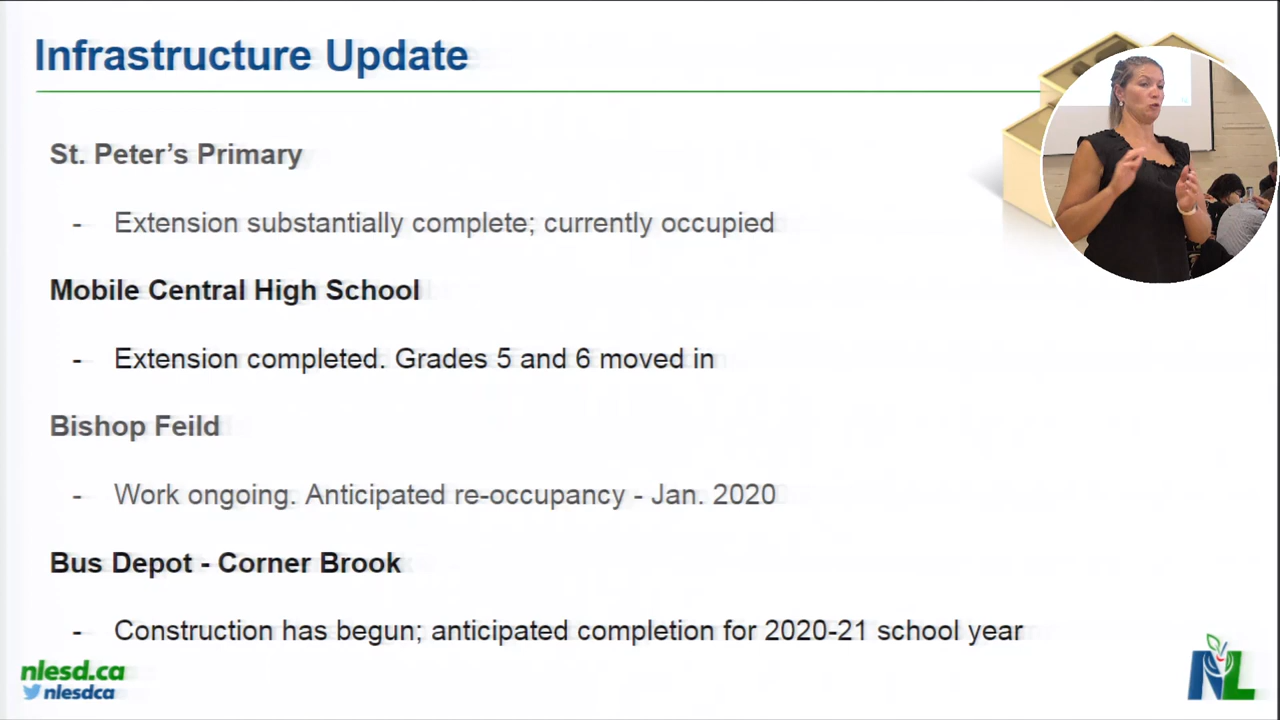 Infrastructure Update
St. Peter's Primary
- Extension substantially complete; currently occupied
Mobile Central High School
- Extension completed. Grades 5 and 6 moved in
Bishop Feild
- Work ongoing. Anticipated re-occupancy - Jan. 2020
Bus Depot - Corner Brook
- Construction has begun; anticipated completion for 2020-21 school year
nlesd.ca
nlesdca
NL